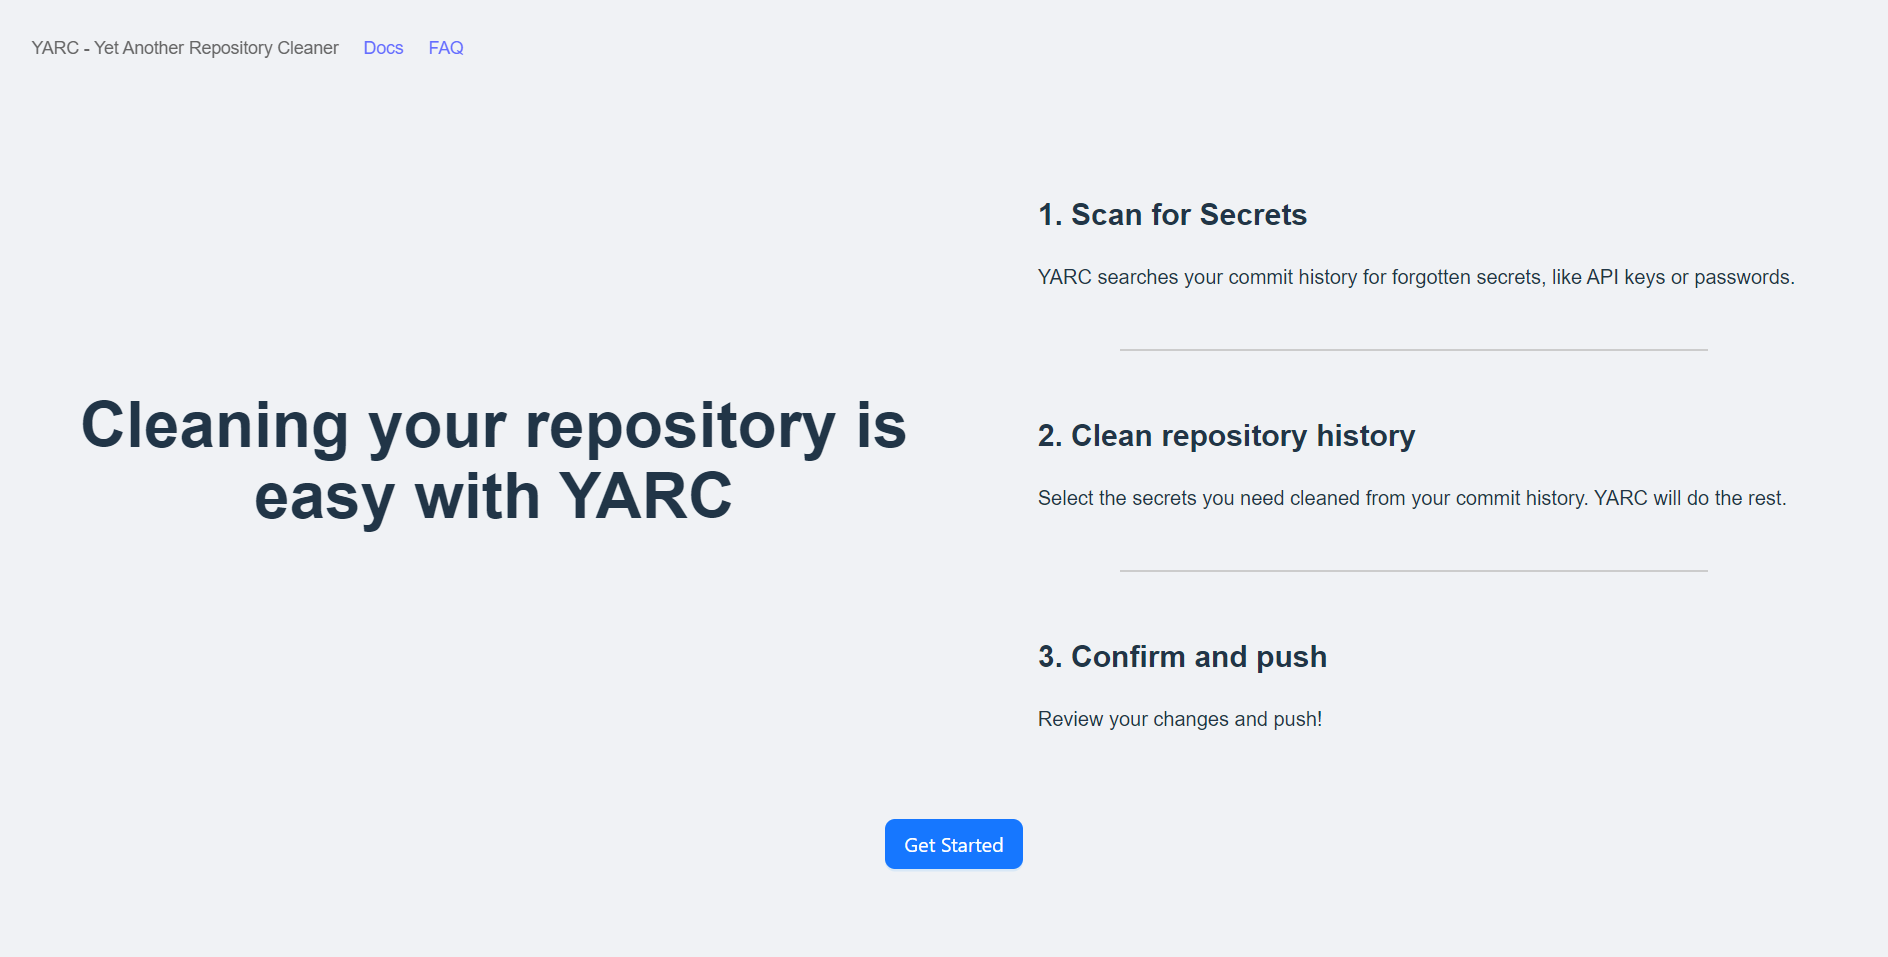 YARC - Yet Another Repository Cleaner Docs FAQ
Cleaning your repository is
easy with YARC
1. Scan for Secrets
YARC searches your commit history for forgotten secrets, like API keys or passwords.
2. Clean repository history
Select the secrets you need cleaned from your commit history. YARC will do the rest.
3. Confirm and push
Review your changes and push!
Get Started